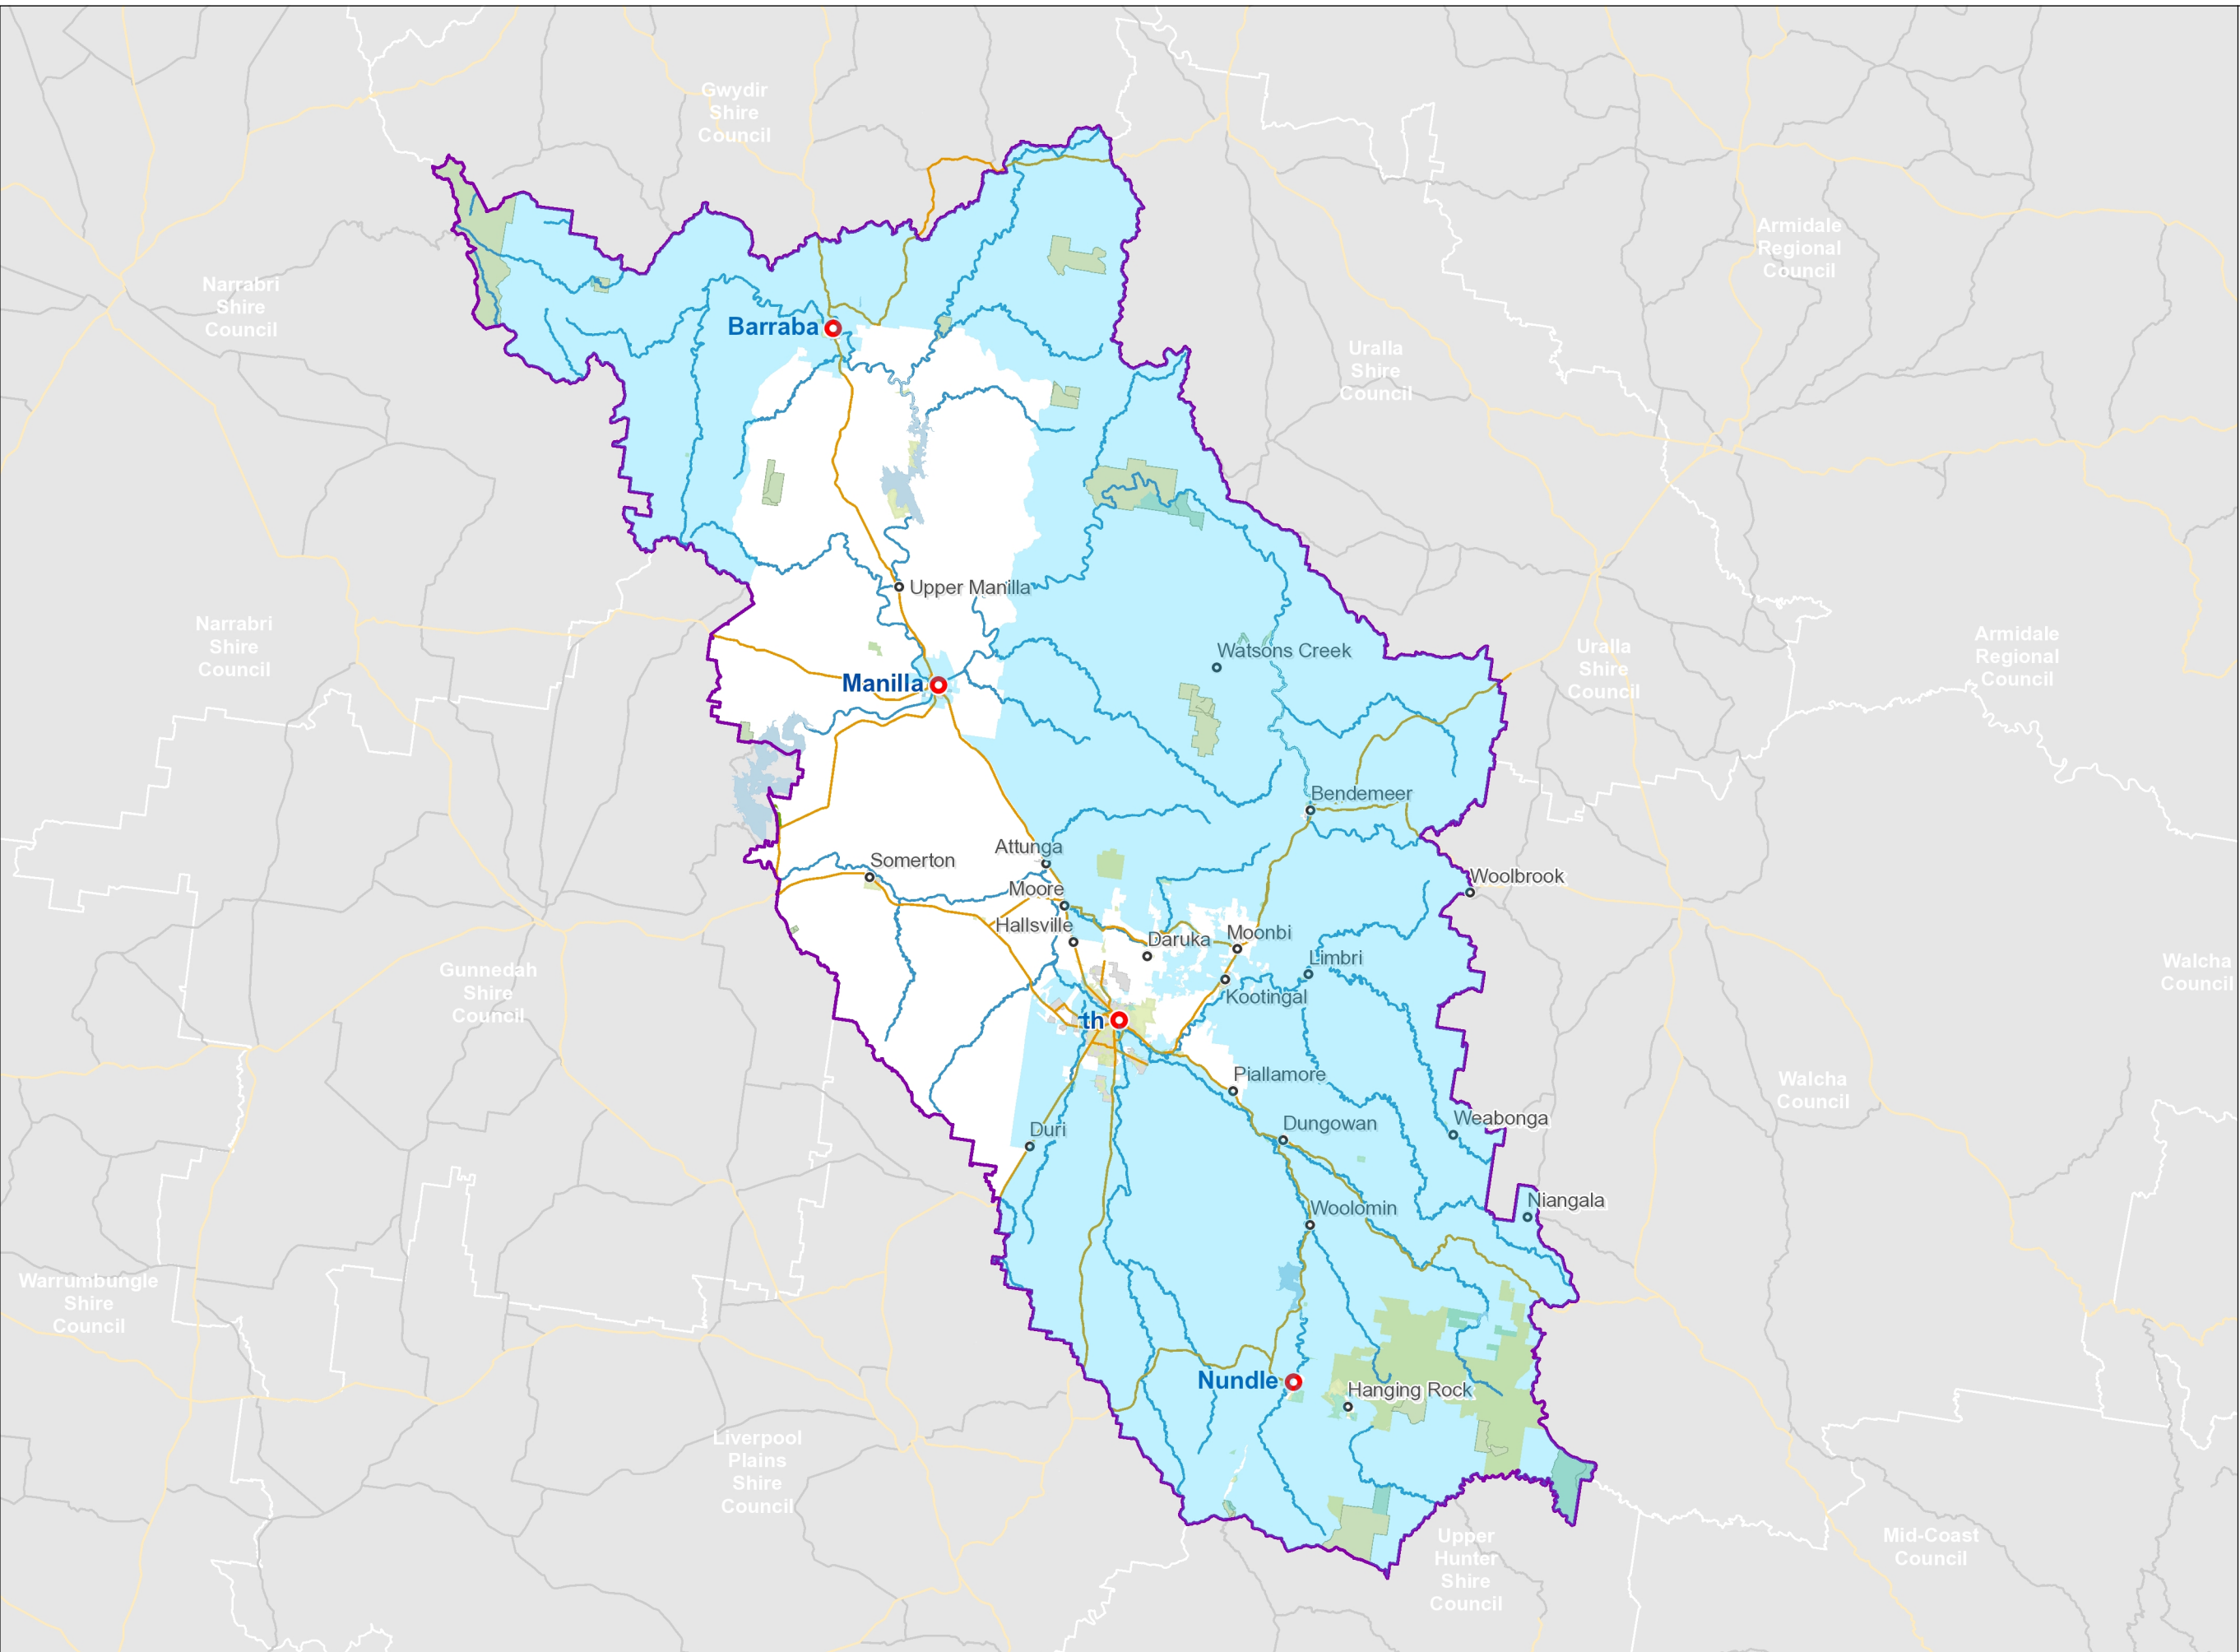 Gwydir
Shire
Council
Armidale
Regional
Council
Narrabri
Shire
Council
Barraba
Uralla
Shire
Council
Upper Manilla
Narrabri
Shire
Council
Armidale
Regional
Council
Uralla
Shire
Council
Watsons Creek
Manilla
Bendemeer
Attunga
Somerton
Woolbrook
Moore
Hallsville
Daruka
Moonbi
Limbri
Gunnedah
Shire
Council
Walcha
Council
Kootingal
th
Piallamore
Walcha
Council
Dungowan
Weabonga
Duri
Niangala
Woolomin
Warrumbungle
Shire
Council
Nundle
Hanging Rock
Liverpool
Plains
Shire
Council
Upper
Hunter
Shire
Council
Mid-Coast
Council